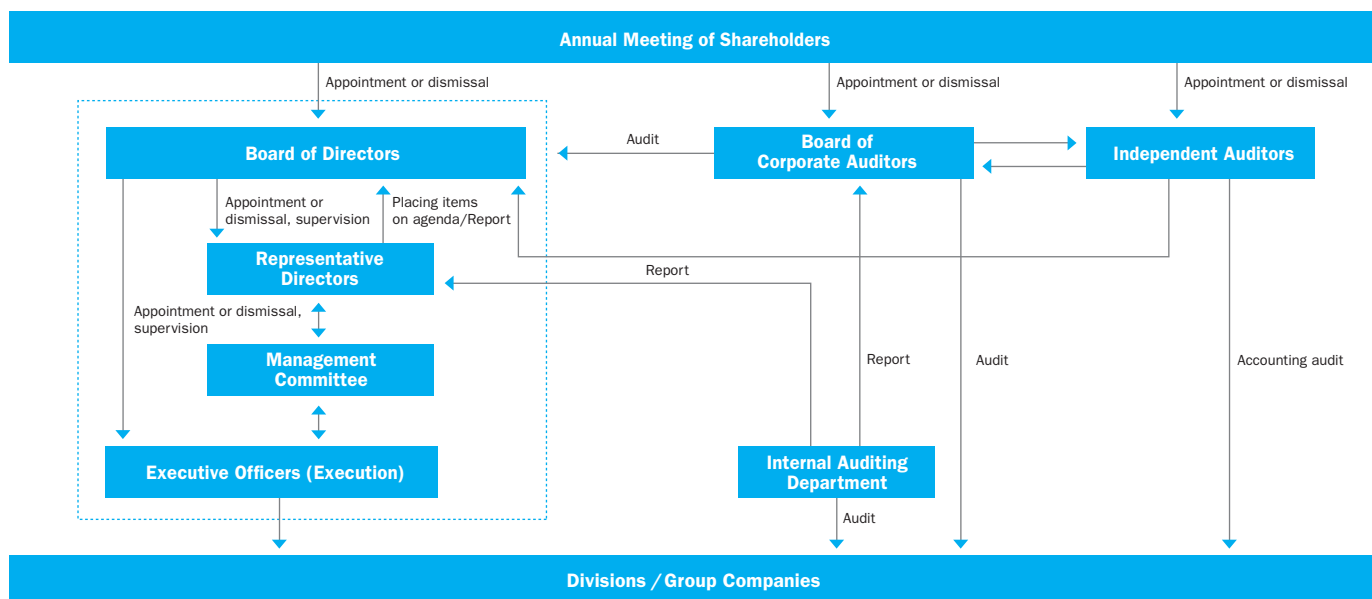 Annual Meeting of Shareholders
Appointment or dismissal
Appointment or dismissal
Appointment or dismissal
Board of Directors
Audit
Board of
Corporate Auditors
Independent Auditors
Appointment or
dismissal, supervision
Placing items
on agenda/Report
Representative
Directors
Report
Appointment or dismissal,
supervision
Management
Committee
Report
Audit
Accounting audit
Executive Officers (Execution)
Internal Auditing
Department
Audit
Divisions / Group Companies